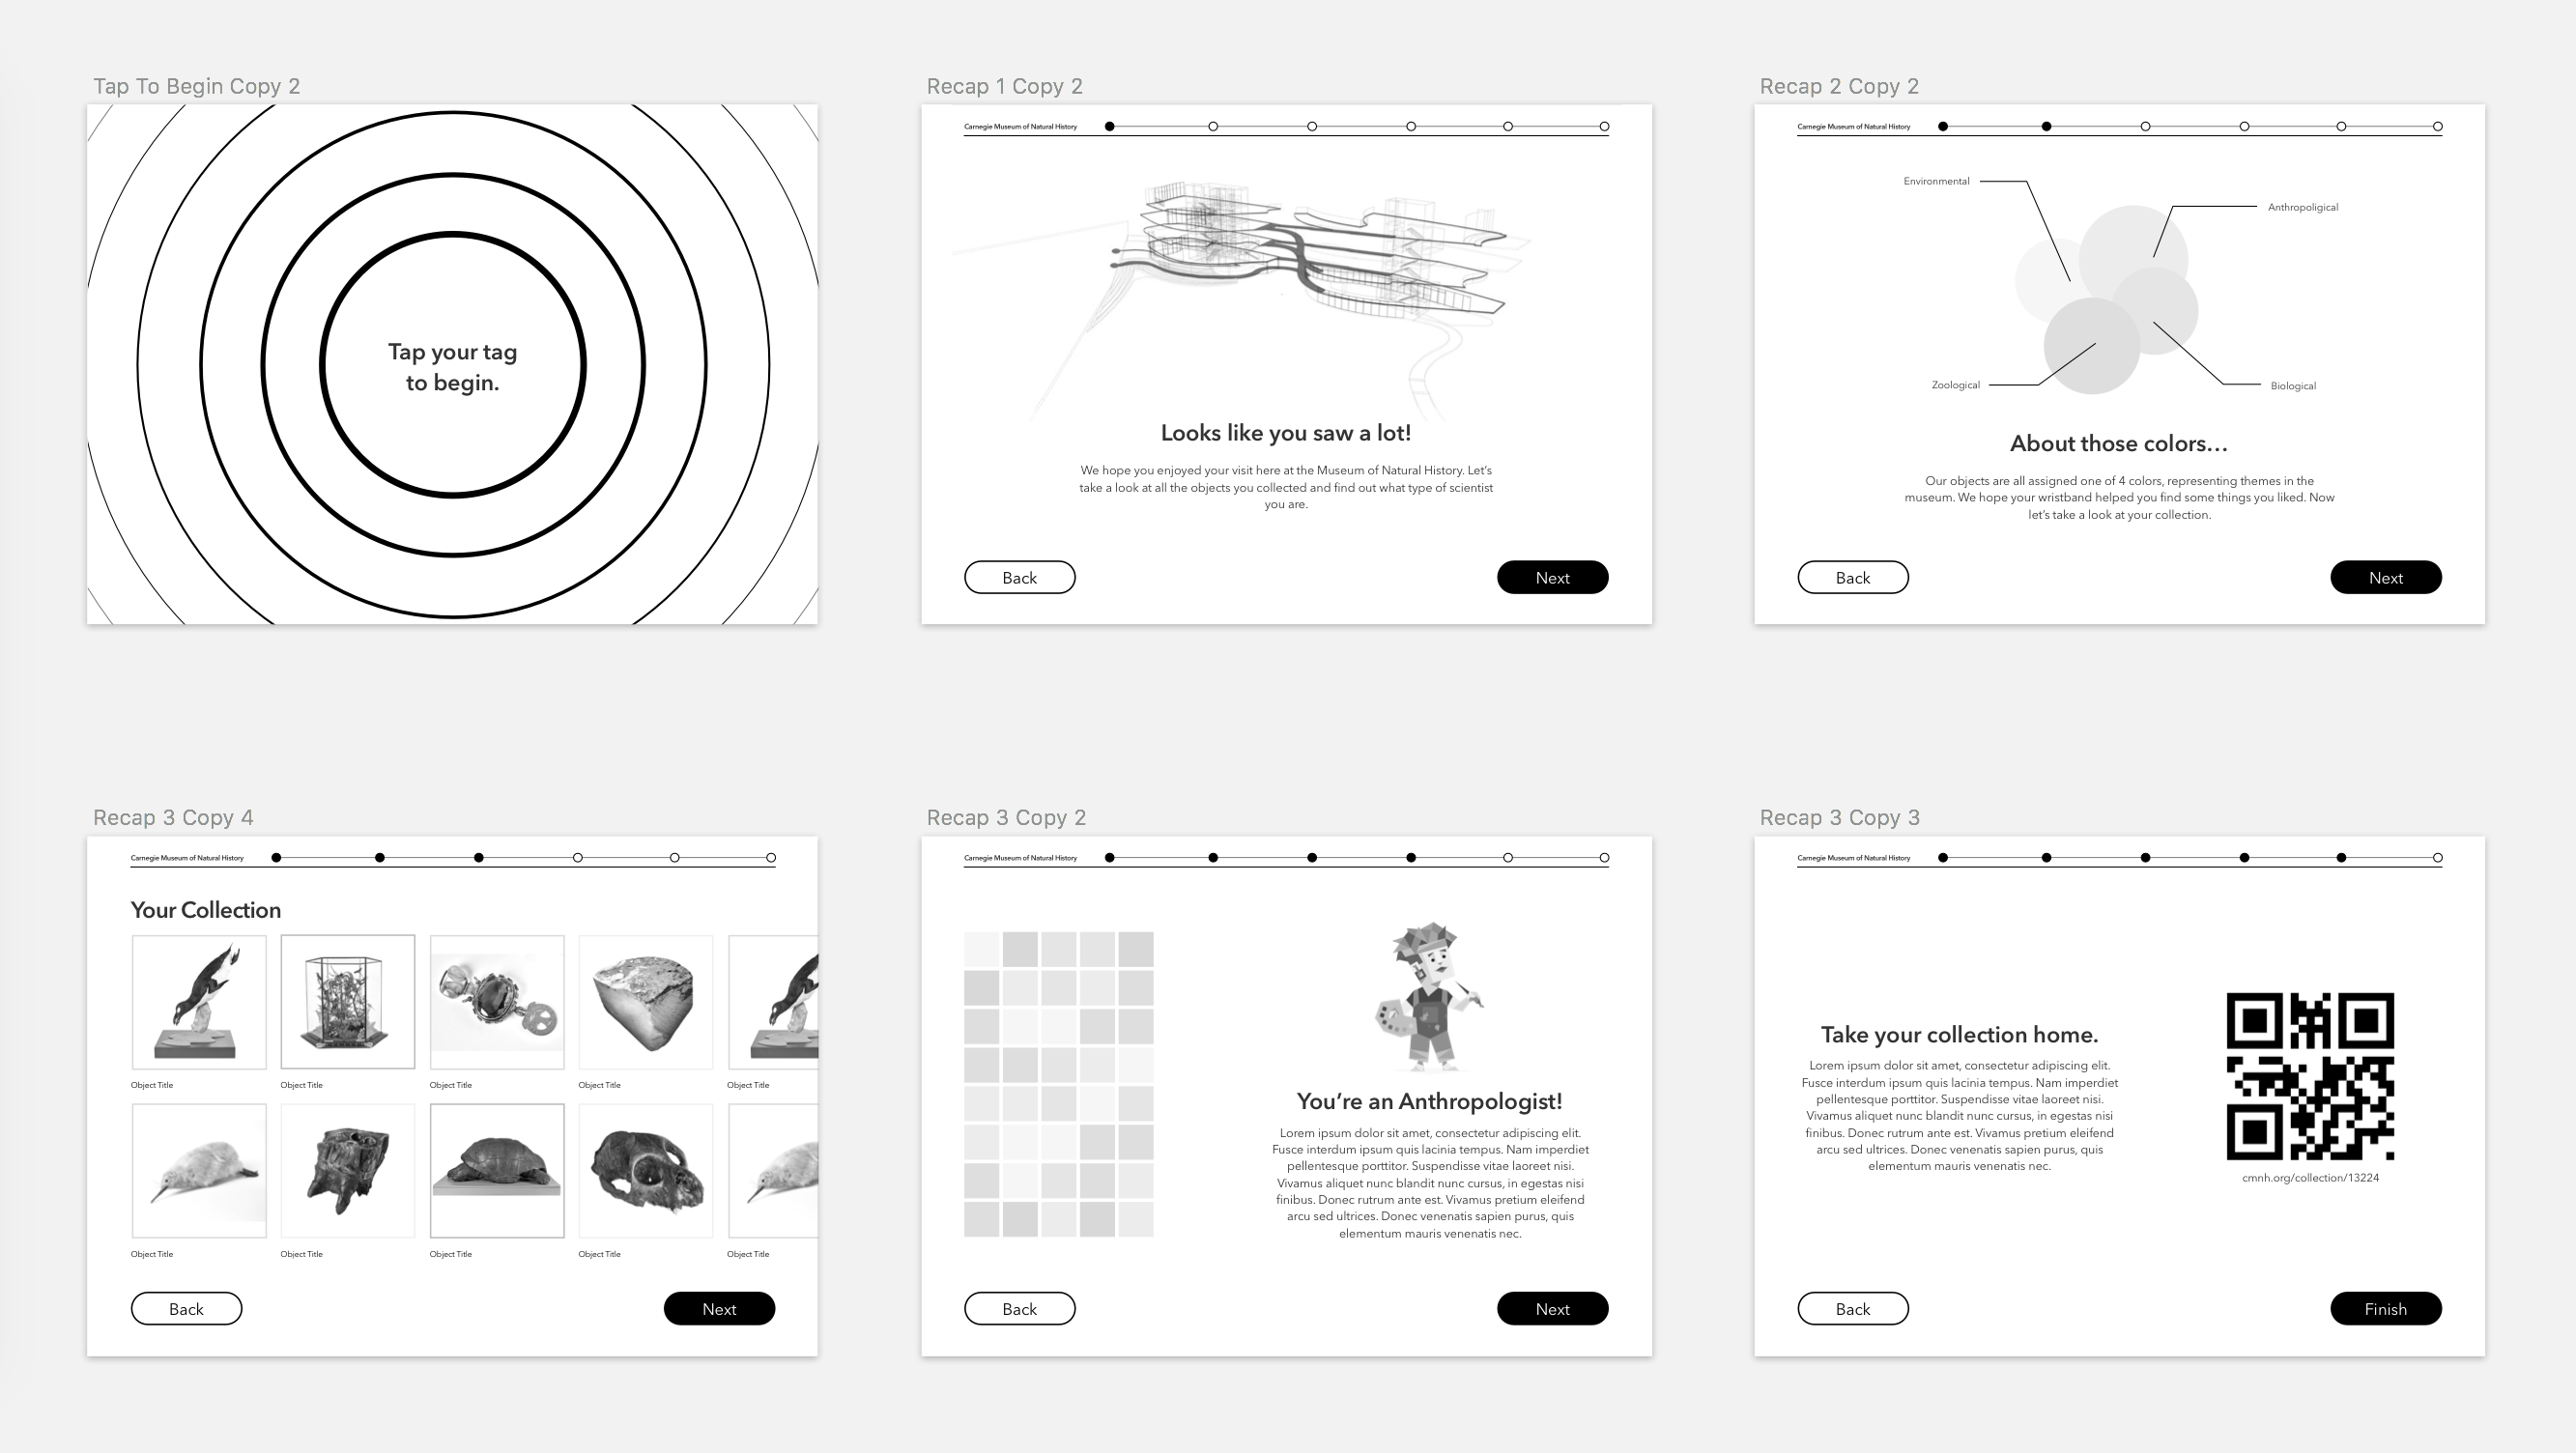 Tap To Begin Copy 2
Tap your tag
to begin.
Recap 1 Copy 2
Carnegie Museum of Natural History
Looks like you saw a lot!
We hope you enjoyed your visit here at the Museum of Natural History. Let's
take a look at all the objects you collected and find out what type of scientist
you are.
Back
Next
Recap 2 Copy 2
Carnegie Museum of Natural History
Environmental
Anthropoligical
Zoological
Biological
About those colors...
Our objects are all assigned one of 4 colors, representing themes in the
museum. We hope your wristband helped you find some things you liked. Now
let's take a look at your collection.
Back
Next
Recap 3 Copy 4
Carnegie Museum of Natural History
Your Collection
Object Title
Object Title
Object Title
Object Title
Object Title
Object Title
Object Title
Object Title
Object Title
Object Title
Back
Next
Recap 3 Copy 2
Carnegie Museum of Natural History
You're an Anthropologist!
Lorem ipsum dolor sit amet, consectetur adipiscing elit.
Fusce interdum ipsum quis lacinia tempus. Nam imperdiet
pellentesque porttitor. Suspendisse vitae laoreet nisi.
Vivamus aliquet nunc blandit nunc cursus, in egestas nisi
finibus. Donec rutrum ante est. Vivamus pretium eleifend
arcu sed ultrices. Donec venenatis sapien purus, quis
elementum mauris venenatis nec.
Back
Next
Recap 3 Copy 3
Carnegie Museum of Natural History
Take your collection home.
Lorem ipsum dolor sit amet, consectetur adipiscing elit.
Fusce interdum ipsum quis lacinia tempus. Nam imperdiet
pellentesque porttitor. Suspendisse vitae laoreet nisi.
Vivamus aliquet nunc blandit nunc cursus, in egestas nisi
finibus. Donec rutrum ante est. Vivamus pretium eleifend
arcu sed ultrices. Donec venenatis sapien purus, quis
elementum mauris venenatis nec.
cmnh.org/collection/13224
Back
Finish